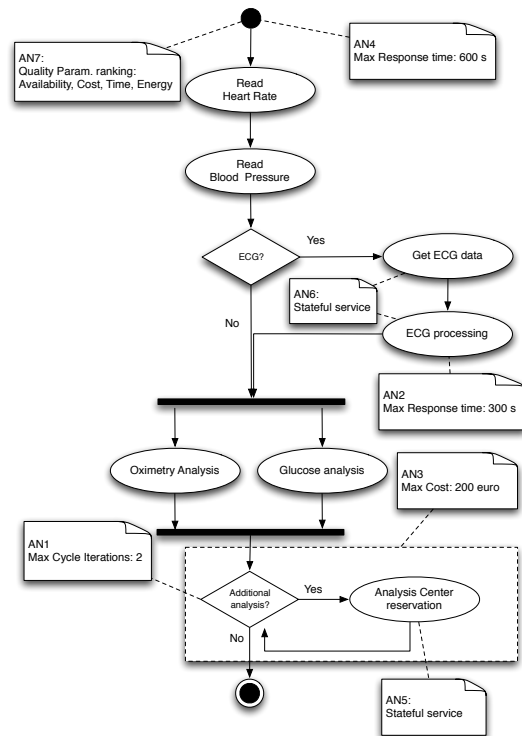 AN7:
Quality Param. ranking:
Availability, Cost, Time, Energy
AN4
Max Response time: 600 s
Read
Heart Rate
Read
Blood Pressure
ECG?
Yes
Get ECG data
AN6:
Stateful service
No
ECG processing
AN2
Max Response time: 300 s
Oximetry Analysis
Glucose analysis
AN3
Max Cost: 200 euro
AN1
Max Cycle Iterations: 2
Additional
analysis?
Yes
Analysis Center
reservation
No
AN5:
Stateful service